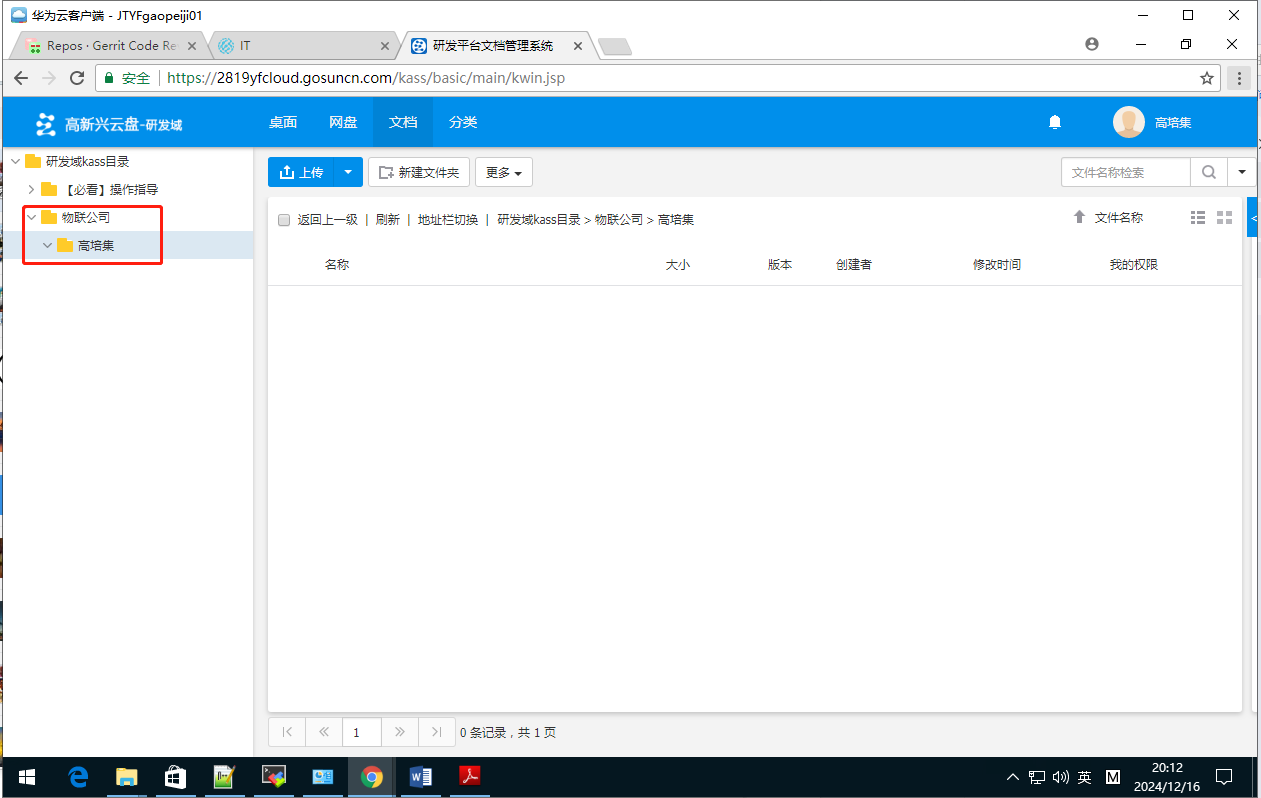 华为云客户端 - JTYFgaopeiji01
Repos · Gerrit Code Re
IT
研发平台文档管理系统
安全 https://2819yfcloud.gosuncn.com/kass/basic/main/kwin.jsp
高新兴云盘-研发域
桌面 网盘 文档 分类
高培集
研发域kass目录
【必看】操作指导
物联公司
高培集
上传 新建文件夹 更多 文件名称检索
返回上一级 | 刷新 | 地址栏切换 | 研发域kass目录 > 物联公司 > 高培集
文件名称
名称 大小 版本 创建者 修改时间 我的权限
1 0 条记录，共 1 页
英 M
20:12
2024/12/16